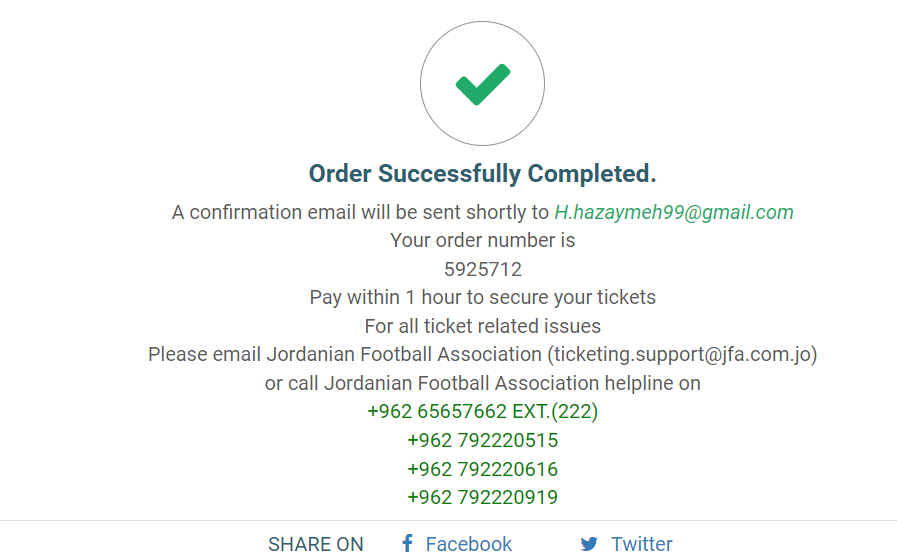 Order Successfully Completed.
A confirmation email will be sent shortly to H.hazaymeh99@gmail.com
Your order number is
5925712
Pay within 1 hour to secure your tickets
For all ticket related issues
Please email Jordanian Football Association (ticketing.support@jfa.com.jo)
or call Jordanian Football Association helpline on
+962 65657662 EXT.(222)
+962 792220515
+962 792220616
+962 792220919
SHARE ON Facebook Twitter